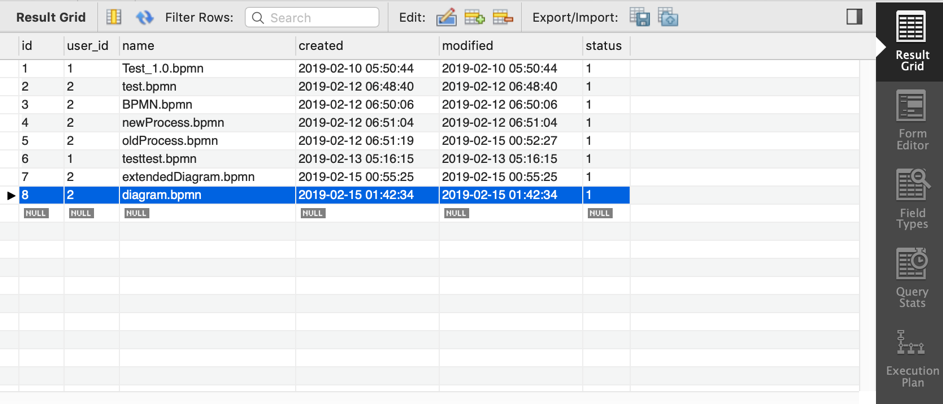 Result Grid Filter Rows: Search Edit: Export/Import:
id user_id name created modified status
1 1 Test_1.0.bpmn 2019-02-10 05:50:44 2019-02-10 05:50:44 1
2 2 test.bpmn 2019-02-12 06:48:40 2019-02-12 06:48:40 1
3 2 BPMN.bpmn 2019-02-12 06:50:06 2019-02-12 06:50:06 1
4 2 newProcess.bpmn 2019-02-12 06:51:04 2019-02-12 06:51:04 1
5 2 oldProcess.bpmn 2019-02-12 06:51:19 2019-02-15 00:52:27 1
6 1 testtest.bpmn 2019-02-13 05:16:15 2019-02-13 05:16:15 1
7 2 extendedDiagram.bpmn 2019-02-15 00:55:25 2019-02-15 00:55:25 1
8 2 diagram.bpmn 2019-02-15 01:42:34 2019-02-15 01:42:34 1
NULL NULL NULL NULL NULL NULL
Result
Grid
Form
Editor
Field
Types
Query
Stats
Execution
Plan